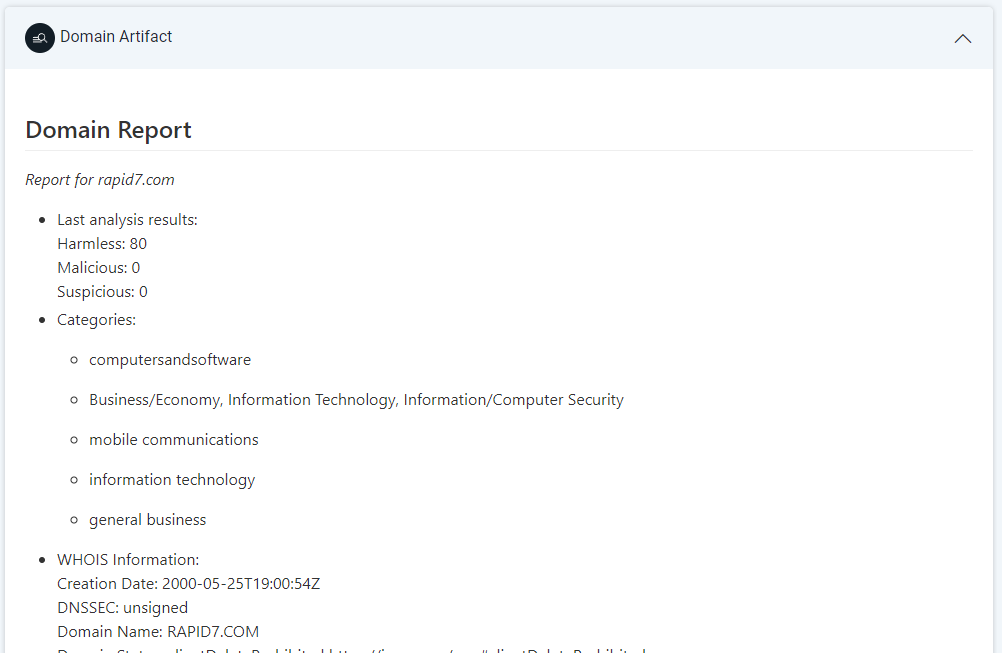 Domain Artifact
Domain Report
Report for rapid7.com
Last analysis results:
Harmless: 80
Malicious: 0
Suspicious: 0
Categories:
computersandsoftware
Business/Economy, Information Technology, Information/Computer Security
mobile communications
information technology
general business
WHOIS Information:
Creation Date: 2000-05-25T19:00:54Z
DNSSEC: unsigned
Domain Name: RAPID7.COM